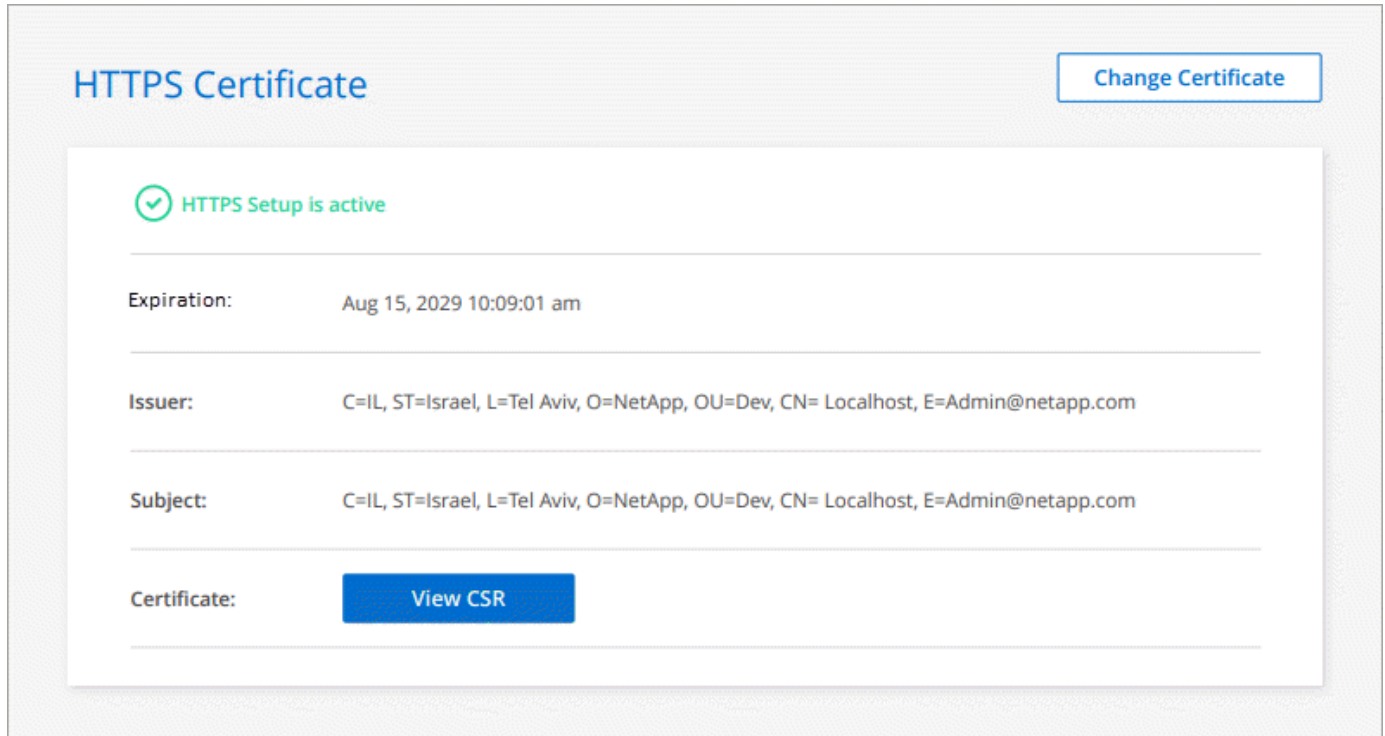 HTTPS Certificate
Change Certificate
HTTPS Setup is active
Expiration: Aug 15, 2029 10:09:01 am
Issuer: C=IL, ST=Israel, L=Tel Aviv, O=NetApp, OU=Dev, CN= Localhost, E=Admin@netapp.com
Subject: C=IL, ST=Israel, L=Tel Aviv, O=NetApp, OU=Dev, CN= Localhost, E=Admin@netapp.com
Certificate: View CSR